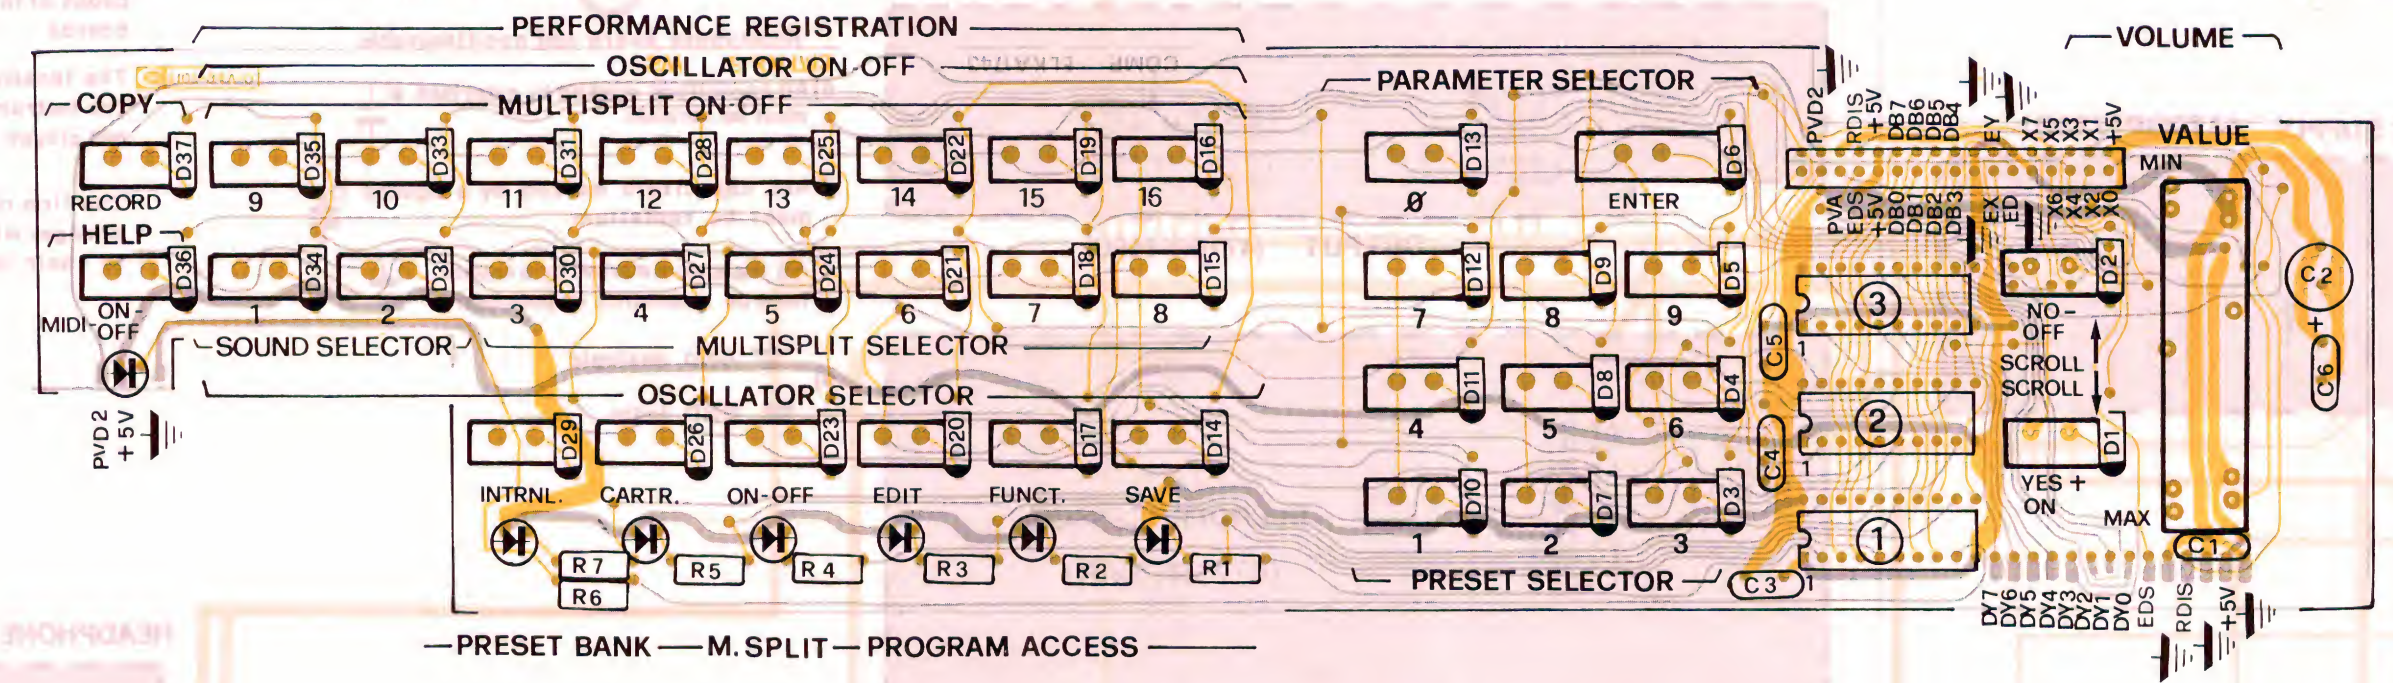 PERFORMANCE REGISTRATION
OSCILLATOR ON-OFF
COPY MULTISPLIT ON-OFF
D37 D35 D33 D31 D28 D25 D22 D19 D16
RECORD 9 10 11 12 13 14 15 16
HELP
D36 D34 D32 D30 D27 D24 D21 D18 D15
MIDI ON-OFF 1 2 3 4 5 6 7 8
SOUND SELECTOR MULTISPLIT SELECTOR
OSCILLATOR SELECTOR
PVD2
+5V
D29 D26 D23 D20 D17 D14
INTRNL. CARTR. ON-OFF EDIT FUNCT. SAVE
R7 R5 R4 R3 R2 R1
R6
PRESET BANK M.SPLIT PROGRAM ACCESS
PARAMETER SELECTOR
D13 D6
Ø ENTER
D12 D9 D5
7 8 9
D11 D8 D4
4 5 6
D10 D7 D3
1 2 3
PRESET SELECTOR
C5
C4
C3
PVD2 RDIS +5V DB7 DB6 DB5 DB4 EY X7 X5 X3 X1 +5V
PVA EDS +5V DB0 DB1 DB2 DB3 EX ED X6 X4 X2 X0
3
1
2
1
1
1
D2
NO-
OFF
SCROLL
SCROLL
D1
YES +
ON
VOLUME
VALUE
MIN
MAX
C2
+
C6
C1
DY7 DY6 DY5 DY4 DY3 DY2 DY1 DY0 EDS RDIS +5V